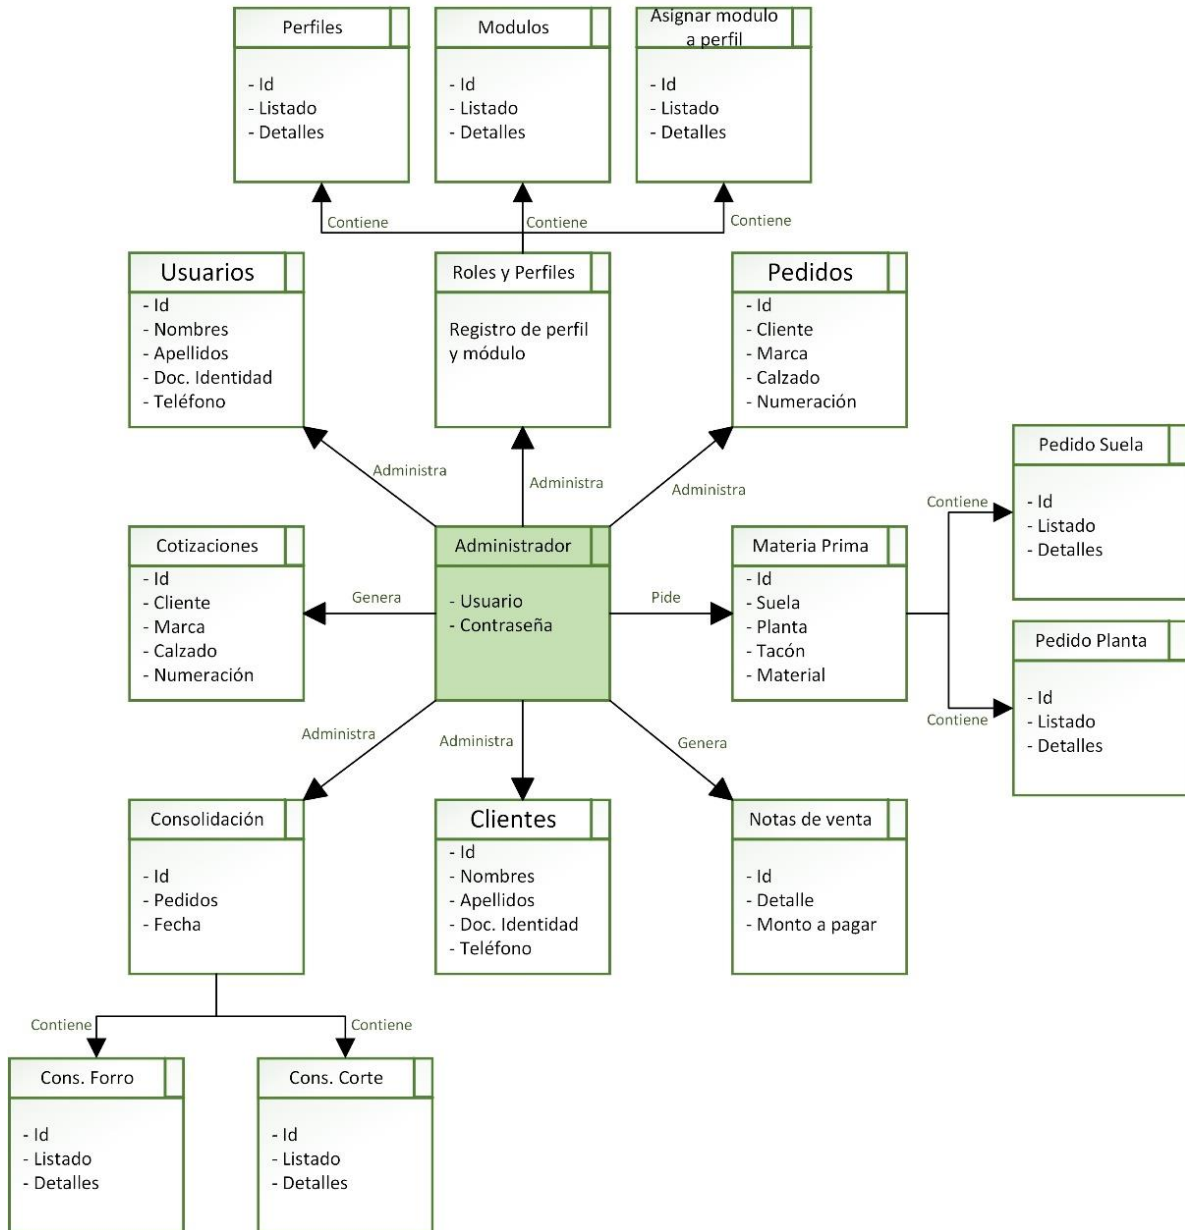 Perfiles
- Id
- Listado
- Detalles
Modulos
- Id
- Listado
- Detalles
Asignar modulo
a perfil
- Id
- Listado
- Detalles
Contiene
Contiene
Contiene
Usuarios
- Id
- Nombres
- Apellidos
- Doc. Identidad
- Teléfono
Roles y Perfiles
Registro de perfil
y módulo
Pedidos
- Id
- Cliente
- Marca
- Calzado
- Numeración
Administra
Administra
Administra
Pedido Suela
- Id
- Listado
- Detalles
Contiene
Cotizaciones
- Id
- Cliente
- Marca
- Calzado
- Numeración
Genera
Administrador
- Usuario
- Contraseña
Pide
Materia Prima
- Id
- Suela
- Planta
- Tacón
- Material
Pedido Planta
- Id
- Listado
- Detalles
Contiene
Administra
Administra
Genera
Consolidación
- Id
- Pedidos
- Fecha
Clientes
- Id
- Nombres
- Apellidos
- Doc. Identidad
- Teléfono
Notas de venta
- Id
- Detalle
- Monto a pagar
Contiene
Contiene
Cons. Forro
- Id
- Listado
- Detalles
Cons. Corte
- Id
- Listado
- Detalles